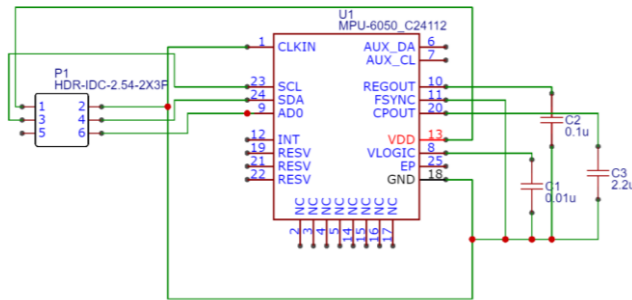 U1
MPU-6050_C24112
P1
HDR-IDC-2.54-2X3P
1 2
3 4
5 6
1 CLKIN
23 SCL
24 SDA
9 AD0
12 INT
19 RESV
21 RESV
22 RESV
AUX_DA 6
AUX_CL 7
REGOUT 10
FSYNC 11
CPOUT 20
VDD 13
VLOGIC 8
EP 25
GND 18
NC NC NC NC NC NC NC NC
2 3 4 5 14 15 16 17
C2
0.1u
C1
0.01u
C3
2.2u